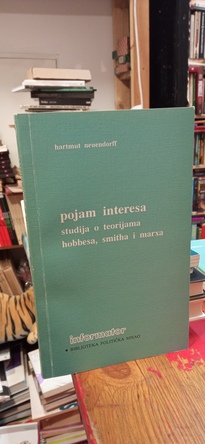 hartmut neuendorff
pojam interesa
studija o teorijama
hobbesa, smitha i marxa
informator
BIBLIOTEKA POLITIČKA MISAO